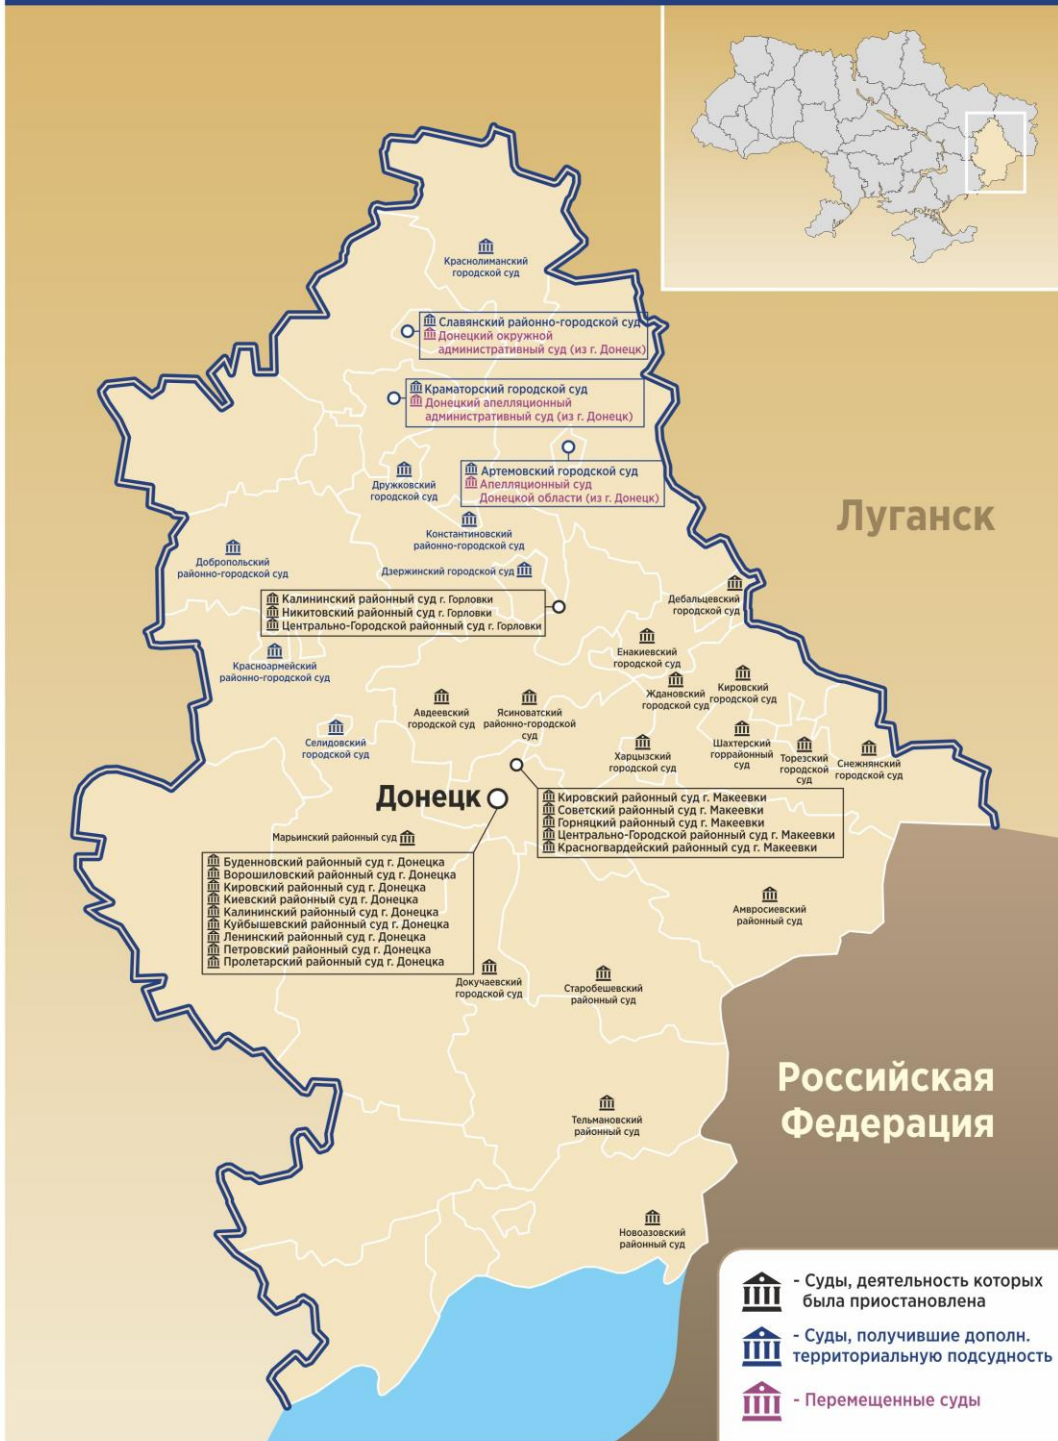 Краснолиманский
городской суд
Славянский районно-городской суд
Донецкий окружной
административный суд (из г. Донецк)
Краматорский городской суд
Донецкий апелляционный
административный суд (из г. Донецк)
Артемовский городской суд
Апелляционный суд
Донецкой области (из г. Донецк)
Дружковский
городской суд
Луганск
Константиновский
районно-городской суд
Добропольский
районно-городской суд
Дзержинский городской суд
Дебальцевский
городской суд
Калининский районный суд г. Горловки
Никитовский районный суд г. Горловки
Центрально-Городской районный суд г. Горловки
Енакиевский
городской суд
Красноармейский
районно-городской суд
Ждановский
городской суд
Кировский
городской суд
Авдеевский
городской суд
Ясиноватский
районно-городской
суд
Селидовский
городской суд
Харцызский
городской суд
Шахтерский
горрайонный
суд
Торезский
городской
суд
Снежнянский
городской суд
Донецк
Кировский районный суд г. Макеевки
Советский районный суд г. Макеевки
Горняцкий районный суд г. Макеевки
Центрально-Городской районный суд г. Макеевки
Красногвардейский районный суд г. Макеевки
Марьинский районный суд
Буденновский районный суд г. Донецка
Ворошиловский районный суд г. Донецка
Кировский районный суд г. Донецка
Киевский районный суд г. Донецка
Калининский районный суд г. Донецка
Куйбышевский районный суд г. Донецка
Ленинский районный суд г. Донецка
Петровский районный суд г. Донецка
Пролетарский районный суд г. Донецка
Амвросиевский
районный суд
Докучаевский
городской суд
Старобешевский
районный суд
Российская
Федерация
Тельмановский
районный суд
Новоазовский
районный суд
- Суды, деятельность которых
была приостановлена
- Суды, получившие дополн.
территориальную подсудность
- Перемещенные суды